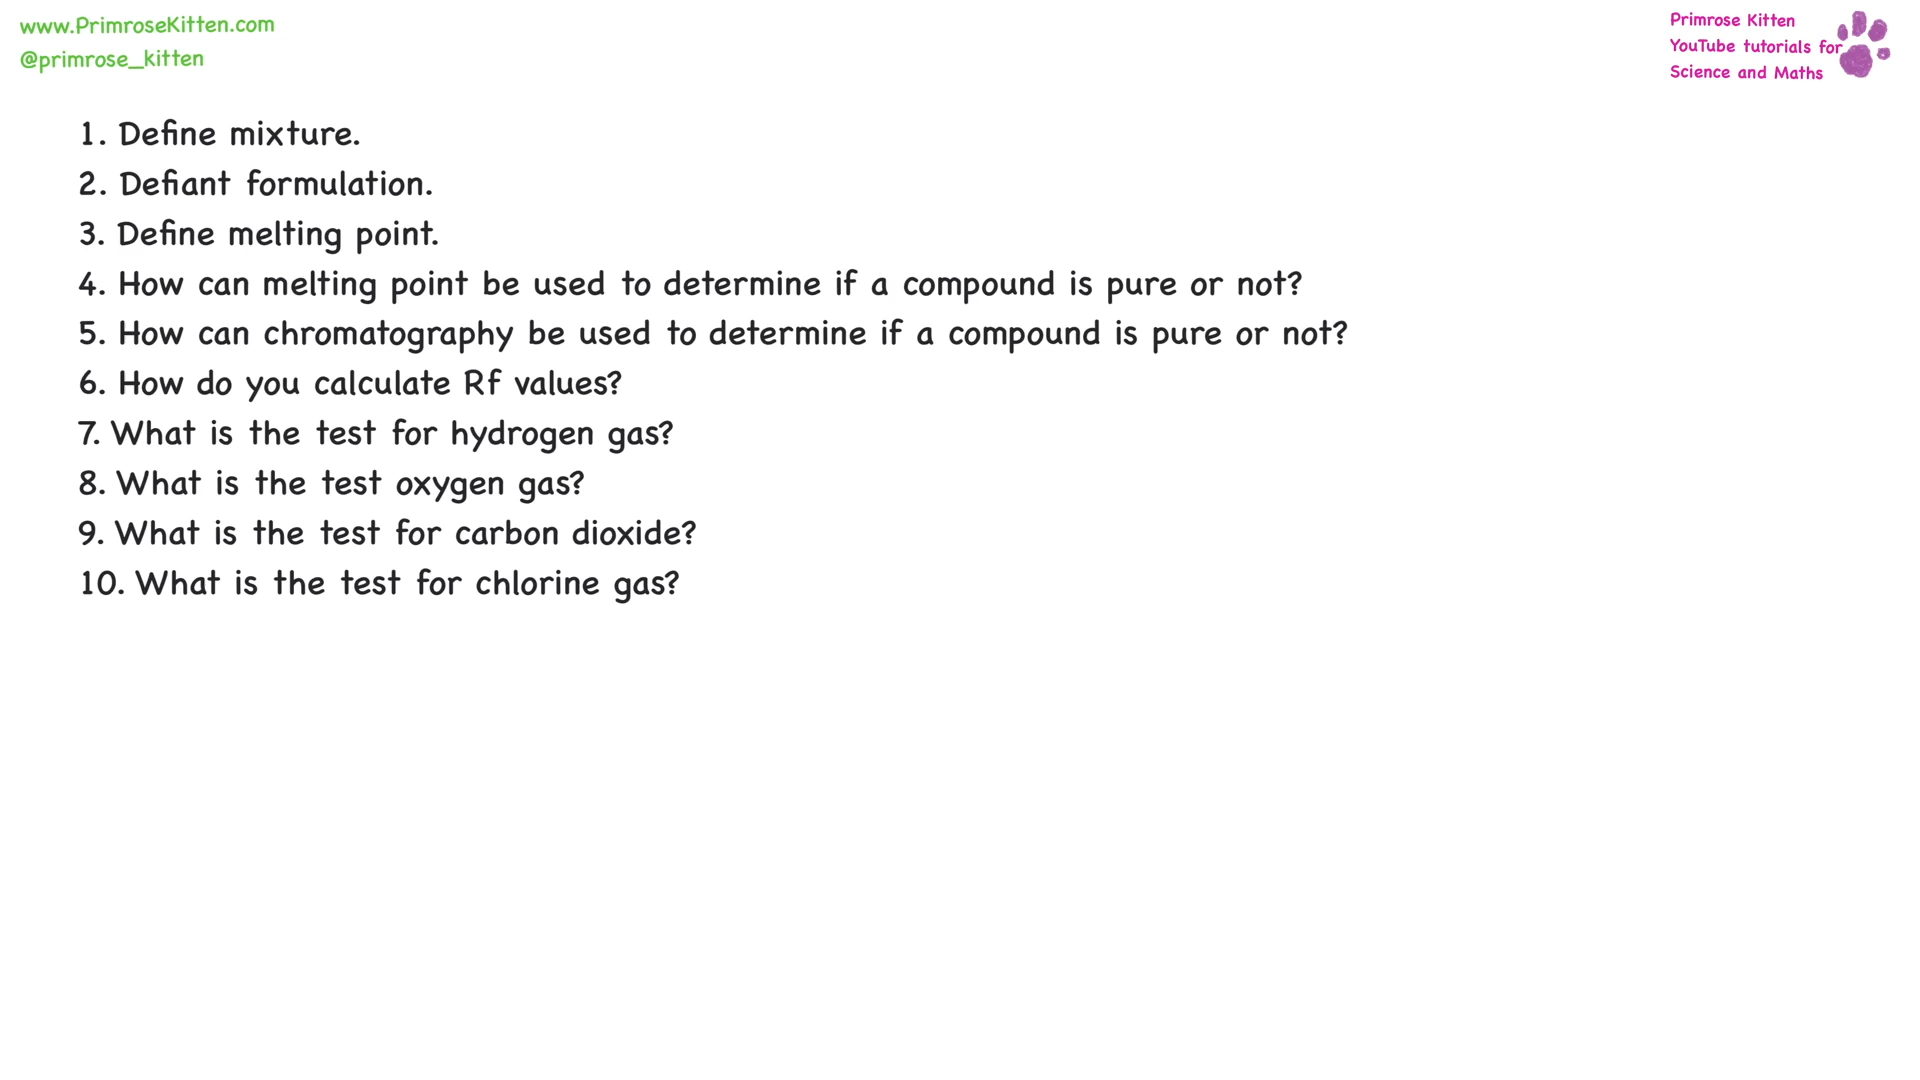 www.PrimroseKitten.com
@primrose_kitten
Primrose Kitten
YouTube tutorials for
Science and Maths
1. Define mixture.
2. Defiant formulation.
3. Define melting point.
4. How can melting point be used to determine if a compound is pure or not?
5. How can chromatography be used to determine if a compound is pure or not?
6. How do you calculate Rf values?
7. What is the test for hydrogen gas?
8. What is the test oxygen gas?
9. What is the test for carbon dioxide?
10. What is the test for chlorine gas?